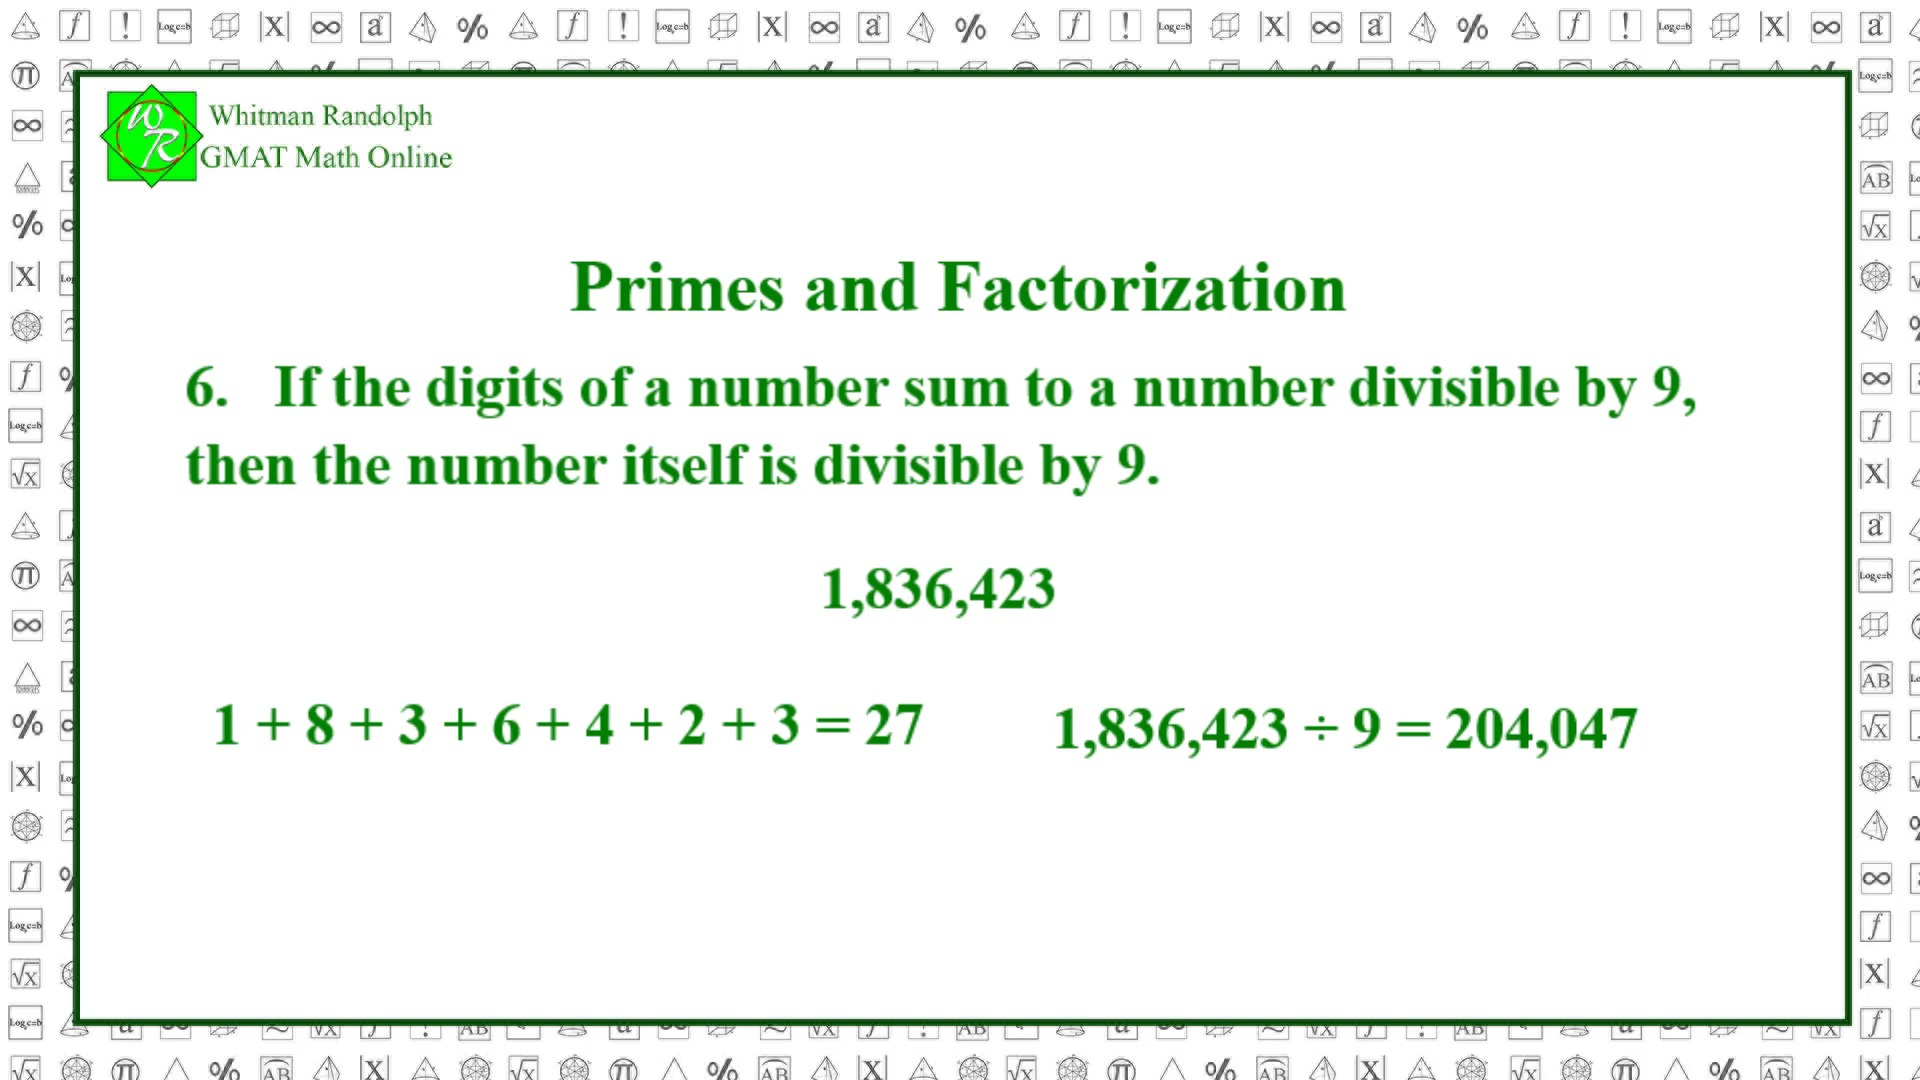 Whitman Randolph
GMAT Math Online
Primes and Factorization
6. If the digits of a number sum to a number divisible by 9,
then the number itself is divisible by 9.
1,836,423
1 + 8 + 3 + 6 + 4 + 2 + 3 = 27
1,836,423 ÷ 9 = 204,047